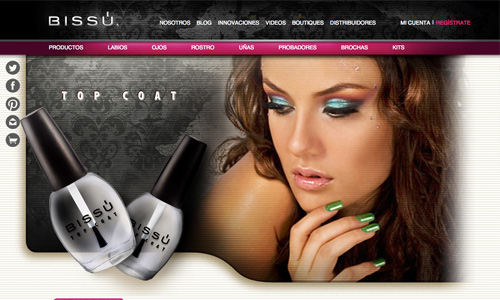 BISSÚ.
NOSOTROS BLOG INNOVACIONES VIDEOS BOUTIQUES DISTRIBUIDORES MI CUENTA | REGÍSTRATE
PRODUCTOS LABIOS OJOS ROSTRO UÑAS PROBADORES BROCHAS KITS
TOP COAT
BISSÚ
TOP COAT
BISSÚ
TOP COAT